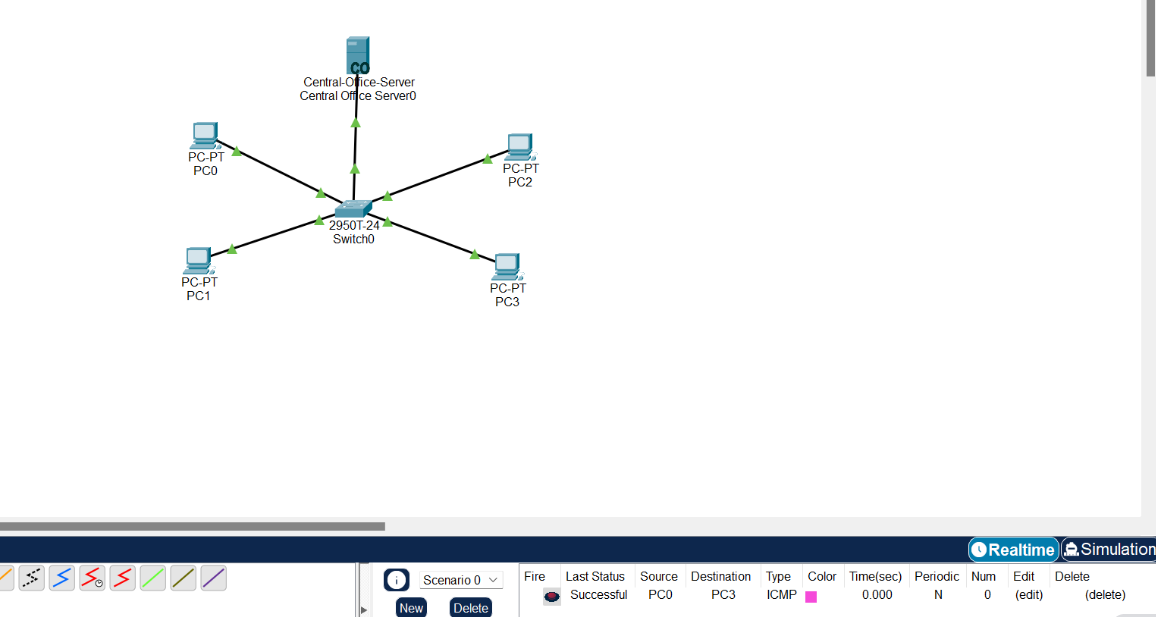 CO
Central-Office-Server
Central Office Server0
PC-PT
PC0
PC-PT
PC2
2950T-24
Switch0
PC-PT
PC1
PC-PT
PC3
Realtime Simulation
Scenario 0
New Delete
Fire Last Status Source Destination Type Color Time(sec) Periodic Num Edit Delete
Successful PC0 PC3 ICMP 0.000 N 0 (edit) (delete)